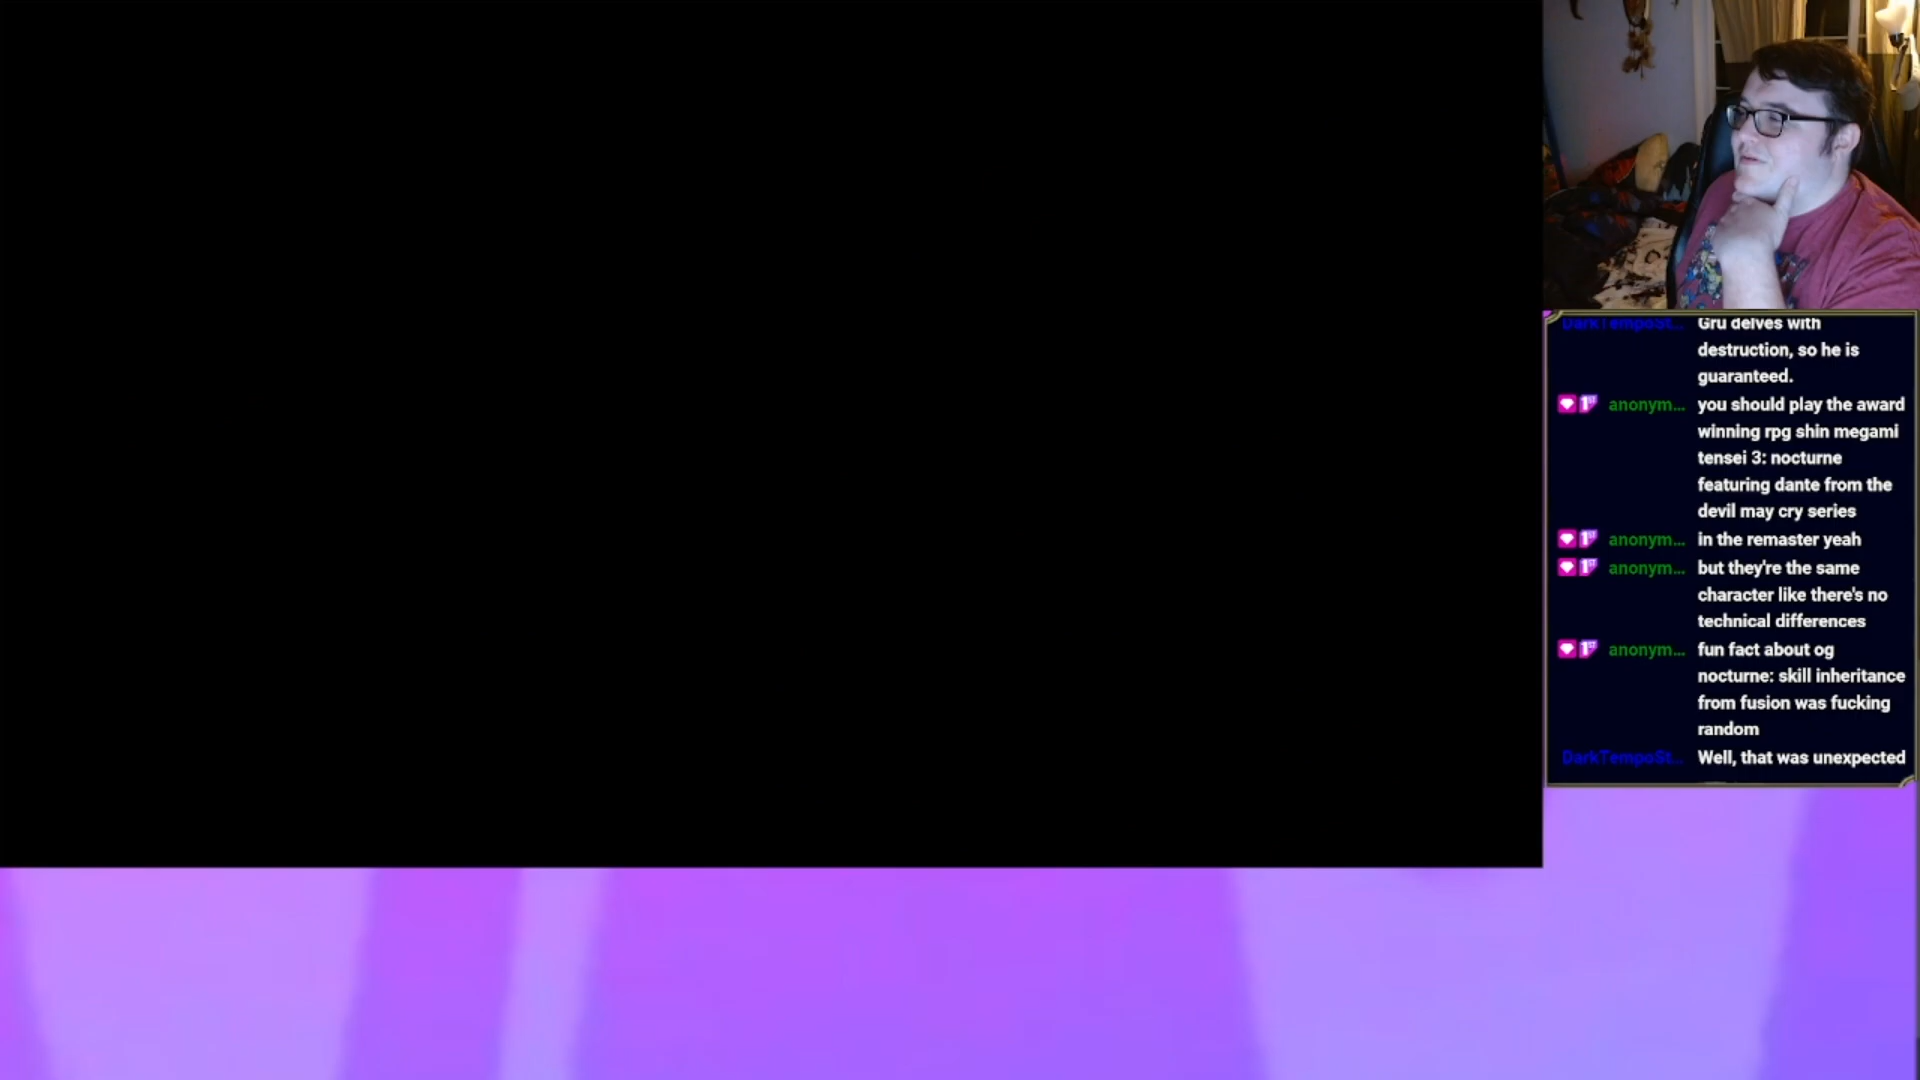 DarkTempoSt... Gru delves with
destruction, so he is
guaranteed.
anonym... you should play the award
winning rpg shin megami
tensei 3: nocturne
featuring dante from the
devil may cry series
anonym... in the remaster yeah
anonym... but they're the same
character like there's no
technical differences
anonym... fun fact about og
nocturne: skill inheritance
from fusion was fucking
random
DarkTempoSt... Well, that was unexpected